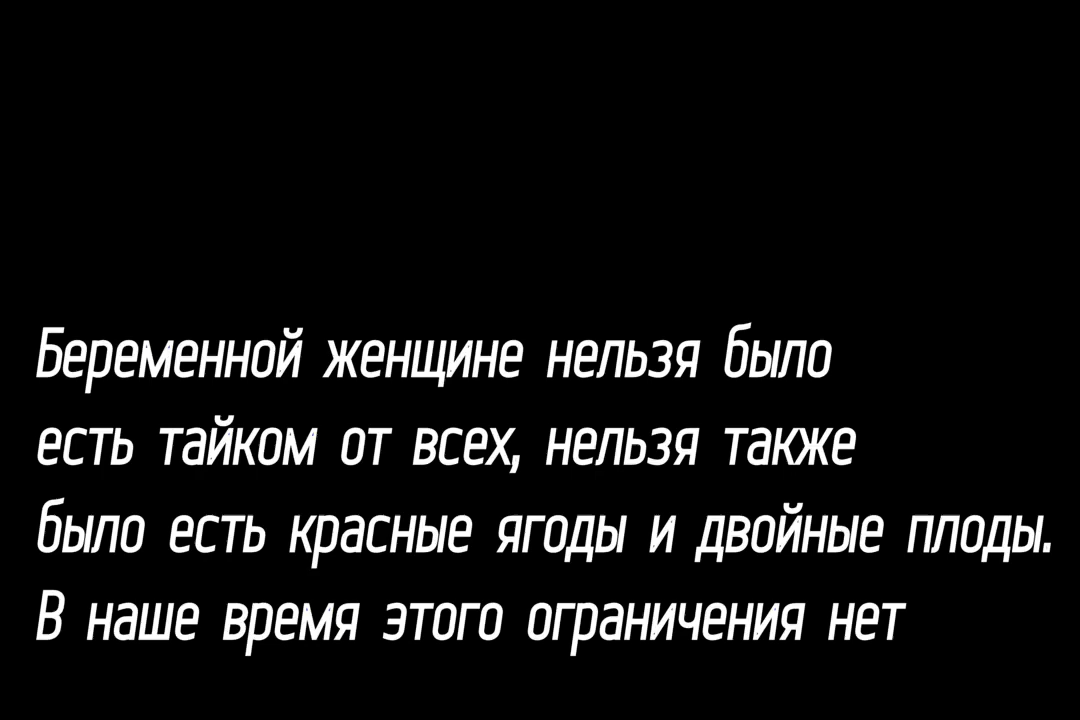 Беременной женщине нельзя было
есть тайком от всех, нельзя также
было есть красные ягоды и двойные плоды.
В наше время этого ограничения нет